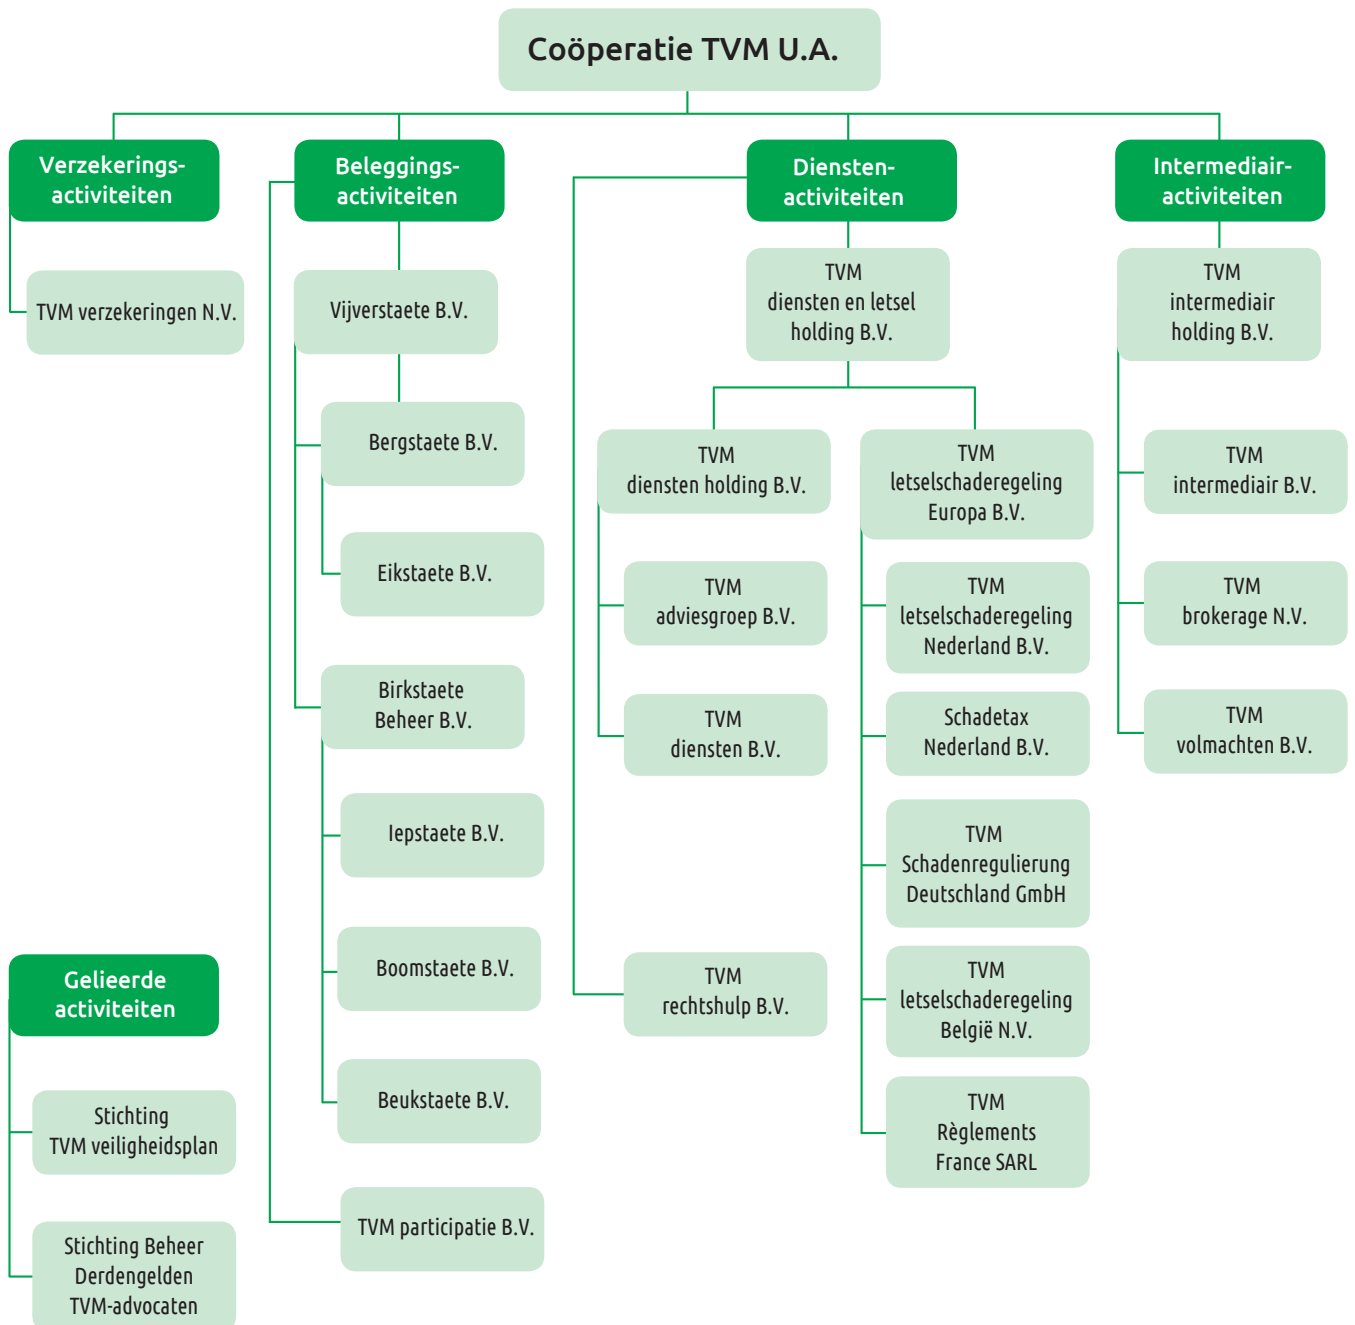 Coöperatie TVM U.A.
Verzekerings-
activiteiten
TVM verzekeringen N.V.
Beleggings-
activiteiten
Vijverstaete B.V.
Bergstaete B.V.
Eikstaete B.V.
Birkstaete
Beheer B.V.
Iepstaete B.V.
Boomstaete B.V.
Beukstaete B.V.
TVM participatie B.V.
Diensten-
activiteiten
TVM
diensten en letsel
holding B.V.
TVM
diensten holding B.V.
TVM
adviesgroep B.V.
TVM
diensten B.V.
TVM
rechtshulp B.V.
TVM
letselschaderegeling
Europa B.V.
TVM
letselschaderegeling
Nederland B.V.
Schadetax
Nederland B.V.
TVM
Schadenregulierung
Deutschland GmbH
TVM
letselschaderegeling
België N.V.
TVM
Règlements
France SARL
Intermediair-
activiteiten
TVM
intermediair
holding B.V.
TVM
intermediair B.V.
TVM
brokerage N.V.
TVM
volmachten B.V.
Gelieerde
activiteiten
Stichting
TVM veiligheidsplan
Stichting Beheer
Derdengelden
TVM-advocaten